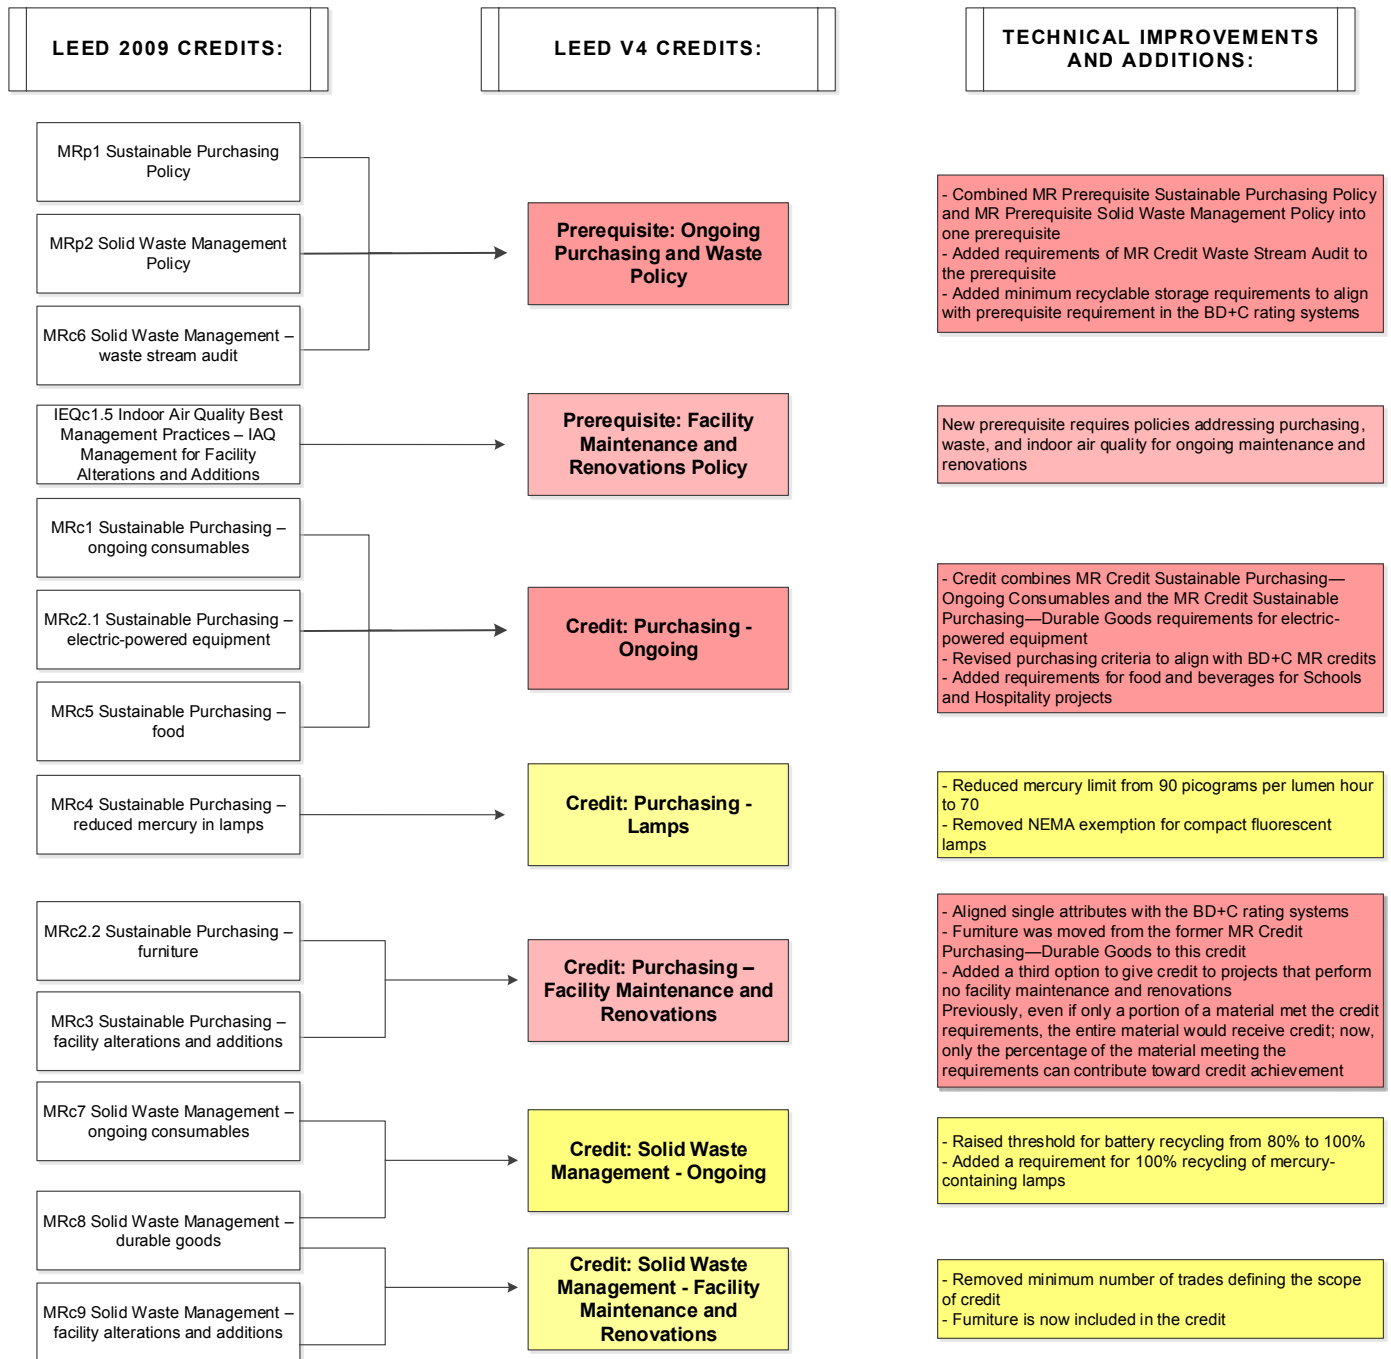 LEED 2009 CREDITS:
LEED V4 CREDITS:
TECHNICAL IMPROVEMENTS
AND ADDITIONS:
MRp1 Sustainable Purchasing
Policy
MRp2 Solid Waste Management
Policy
MRc6 Solid Waste Management –
waste stream audit
Prerequisite: Ongoing
Purchasing and Waste
Policy
- Combined MR Prerequisite Sustainable Purchasing Policy
and MR Prerequisite Solid Waste Management Policy into
one prerequisite
- Added requirements of MR Credit Waste Stream Audit to
the prerequisite
- Added minimum recyclable storage requirements to align
with prerequisite requirement in the BD+C rating systems
IEQc1.5 Indoor Air Quality Best
Management Practices – IAQ
Management for Facility
Alterations and Additions
Prerequisite: Facility
Maintenance and
Renovations Policy
New prerequisite requires policies addressing purchasing,
waste, and indoor air quality for ongoing maintenance and
renovations
MRc1 Sustainable Purchasing –
ongoing consumables
MRc2.1 Sustainable Purchasing –
electric-powered equipment
MRc5 Sustainable Purchasing –
food
Credit: Purchasing -
Ongoing
- Credit combines MR Credit Sustainable Purchasing—
Ongoing Consumables and the MR Credit Sustainable
Purchasing—Durable Goods requirements for electric-
powered equipment
- Revised purchasing criteria to align with BD+C MR credits
- Added requirements for food and beverages for Schools
and Hospitality projects
MRc4 Sustainable Purchasing –
reduced mercury in lamps
Credit: Purchasing -
Lamps
- Reduced mercury limit from 90 picograms per lumen hour
to 70
- Removed NEMA exemption for compact fluorescent
lamps
MRc2.2 Sustainable Purchasing –
furniture
MRc3 Sustainable Purchasing –
facility alterations and additions
Credit: Purchasing –
Facility Maintenance and
Renovations
- Aligned single attributes with the BD+C rating systems
- Furniture was moved from the former MR Credit
Purchasing—Durable Goods to this credit
- Added a third option to give credit to projects that perform
no facility maintenance and renovations
Previously, even if only a portion of a material met the credit
requirements, the entire material would receive credit; now,
only the percentage of the material meeting the
requirements can contribute toward credit achievement
MRc7 Solid Waste Management –
ongoing consumables
MRc8 Solid Waste Management –
durable goods
Credit: Solid Waste
Management - Ongoing
- Raised threshold for battery recycling from 80% to 100%
- Added a requirement for 100% recycling of mercury-
containing lamps
MRc9 Solid Waste Management –
facility alterations and additions
Credit: Solid Waste
Management - Facility
Maintenance and
Renovations
- Removed minimum number of trades defining the scope
of credit
- Furniture is now included in the credit